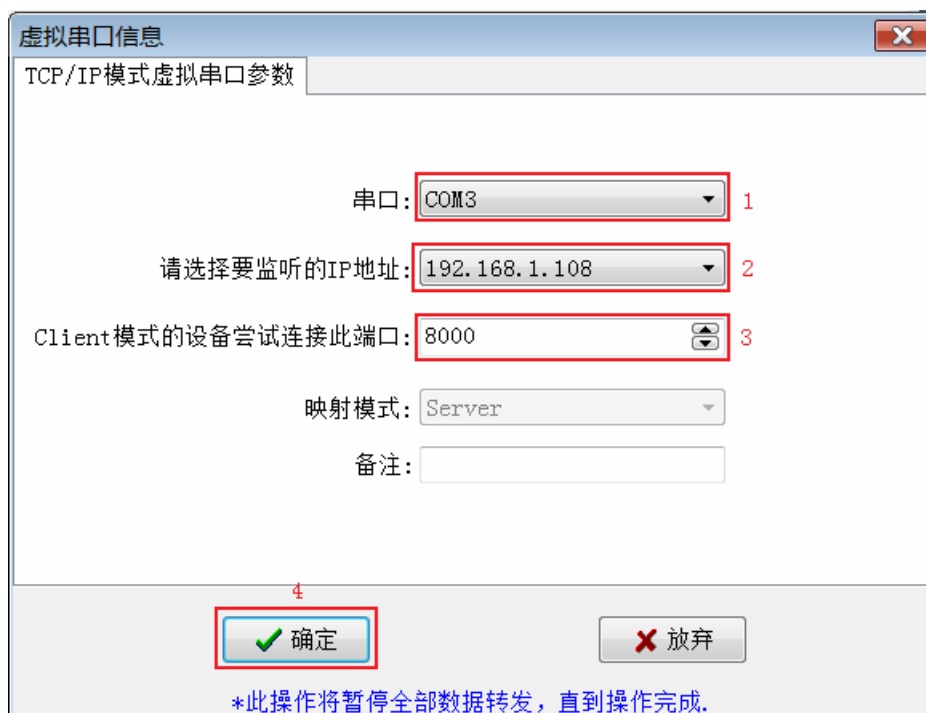 虚拟串口信息
TCP/IP模式虚拟串口参数
串口: COM3 1
请选择要监听的IP地址: 192.168.1.108 2
Client模式的设备尝试连接此端口: 8000 3
映射模式: Server
备注:
4
确定 放弃
*此操作将暂停全部数据转发，直到操作完成.